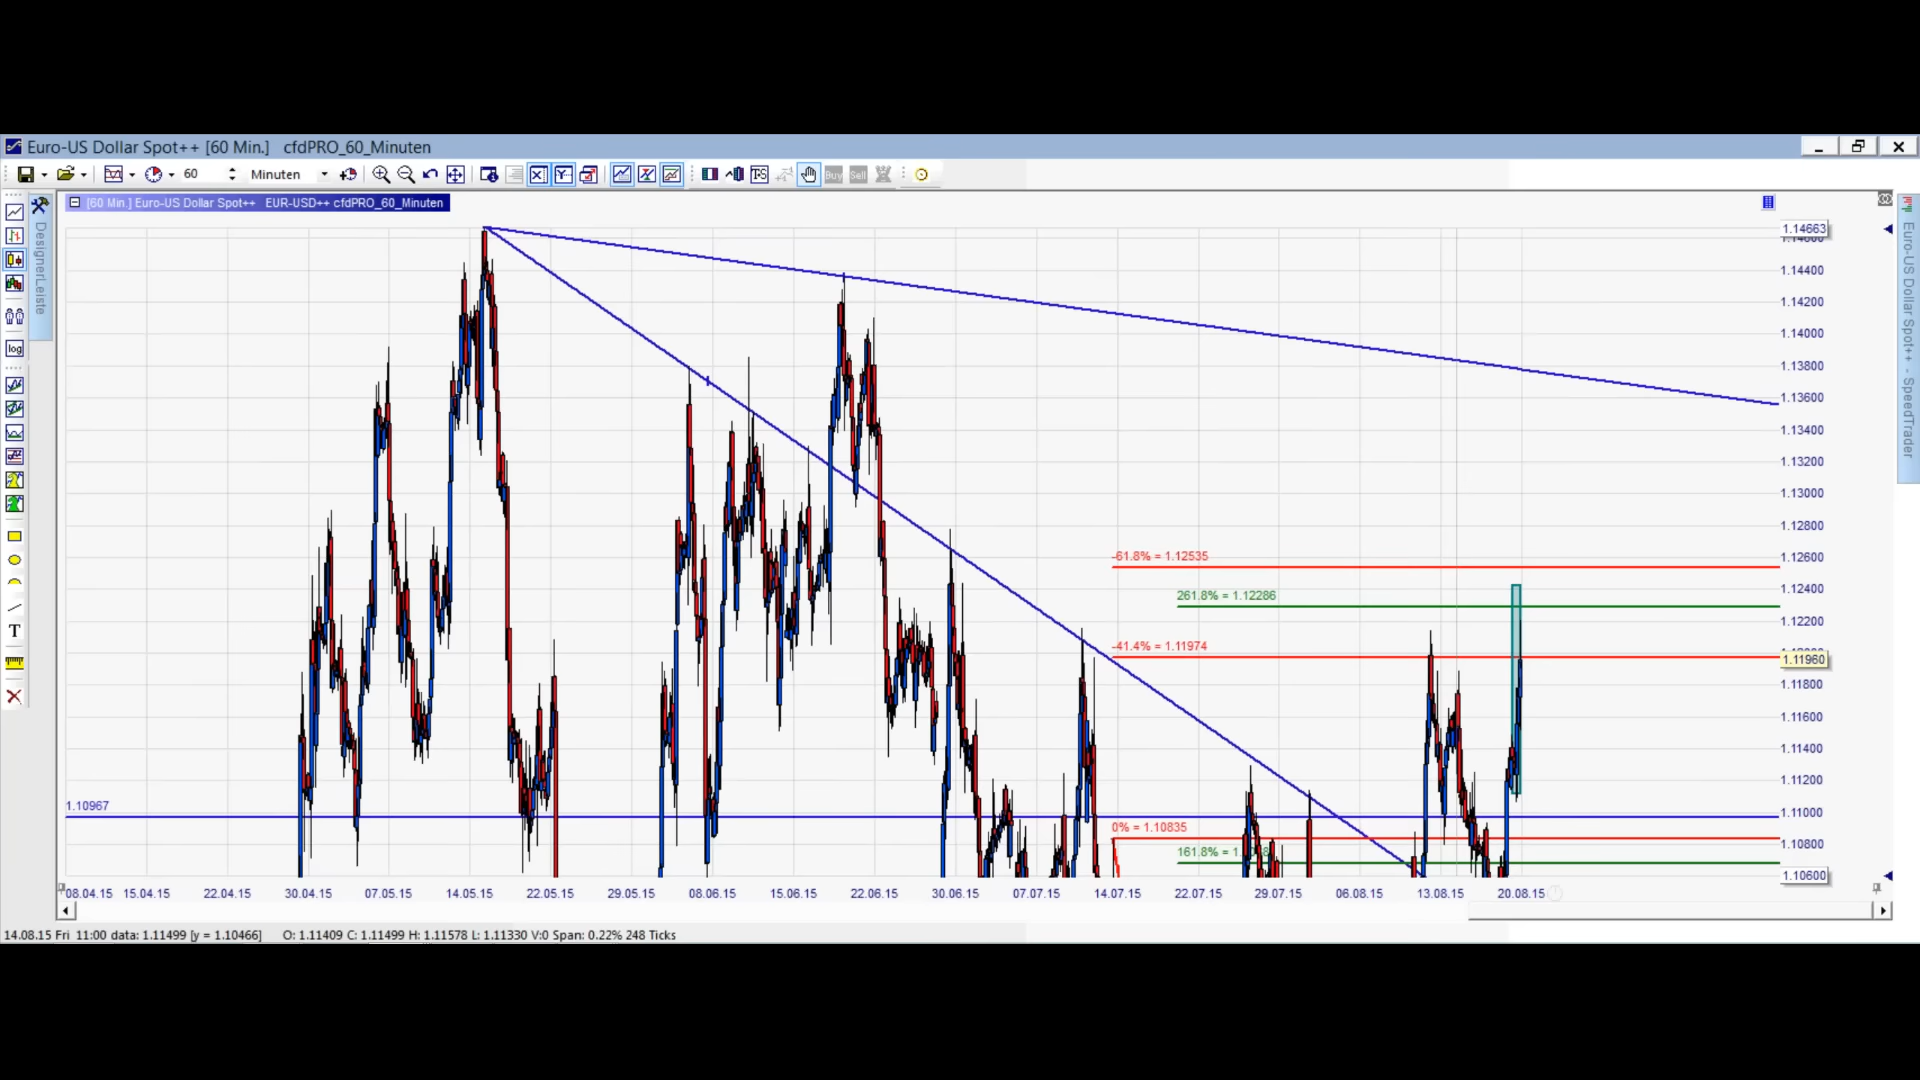 Euro-US Dollar Spot++ [60 Min.] cfdPRO_60_Minuten
60 Minuten Buy Sell
[60 Min.] Euro-US Dollar Spot++ EUR-USD++ cfdPRO_60_Minuten
DesignerLeiste
log
T
Euro-US Dollar Spot++ - SpeedTrader
1.14663
1.14400
1.14200
1.14000
1.13800
1.13600
1.13400
1.13200
1.13000
1.12800
-61.8% = 1.12535
1.12600
261,8% = 1.12286
1.12400
1.12200
-41.4% = 1.11974
1.11960
1.11800
1.11600
1.11400
1.11200
1.10967
1.11000
0% = 1.10835
1.10800
161.8% =
1.10600
08.04.15 15.04.15 22.04.15 30.04.15 07.05.15 14.05.15 22.05.15 29.05.15 08.06.15 15.06.15 22.06.15 30.06.15 07.07.15 14.07.15 22.07.15 29.07.15 06.08.15 13.08.15 20.08.15
14.08.15 Fri 11:00 data: 1.11499 [y = 1.10466] O: 1.11409 C: 1.11499 H: 1.11578 L: 1.11330 V:0 Span: 0.22% 248 Ticks